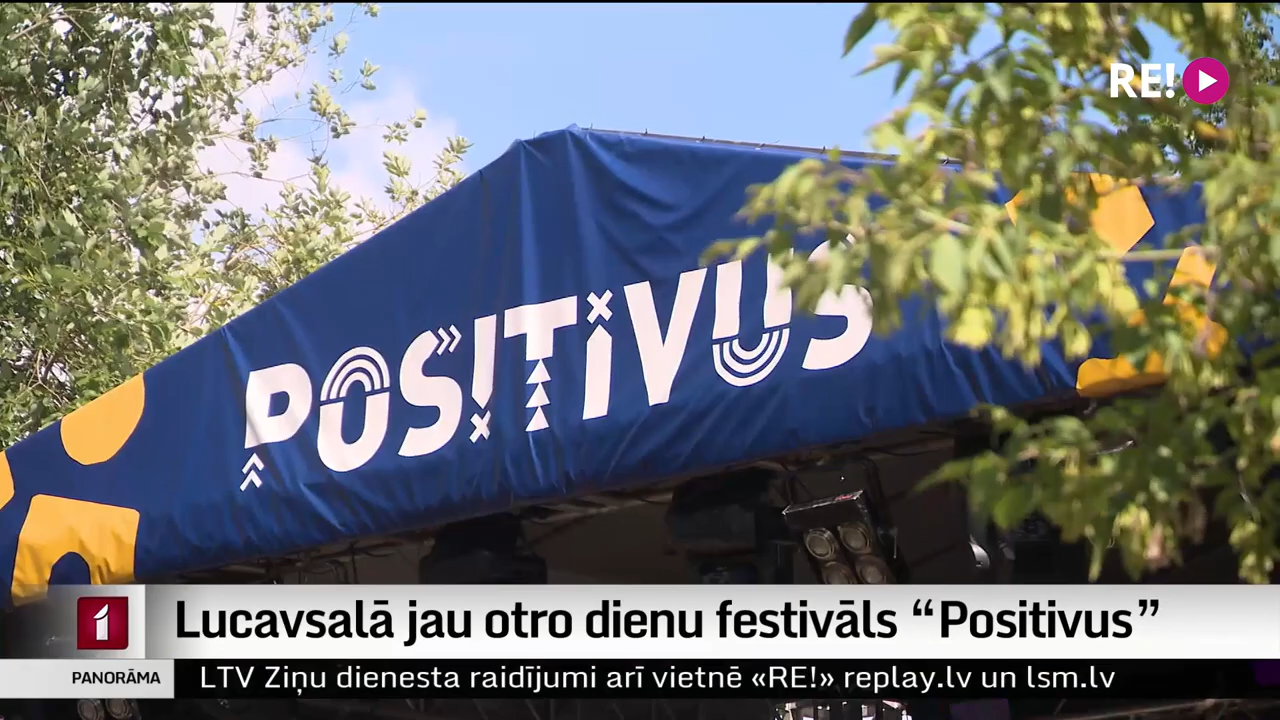 RE!
POSITIVUS
1
Lucavsalā jau otro dienu festivāls “Positivus”
PANORĀMA
LTV Ziņu dienesta raidījumi arī vietnē «RE!» replay.lv un lsm.lv